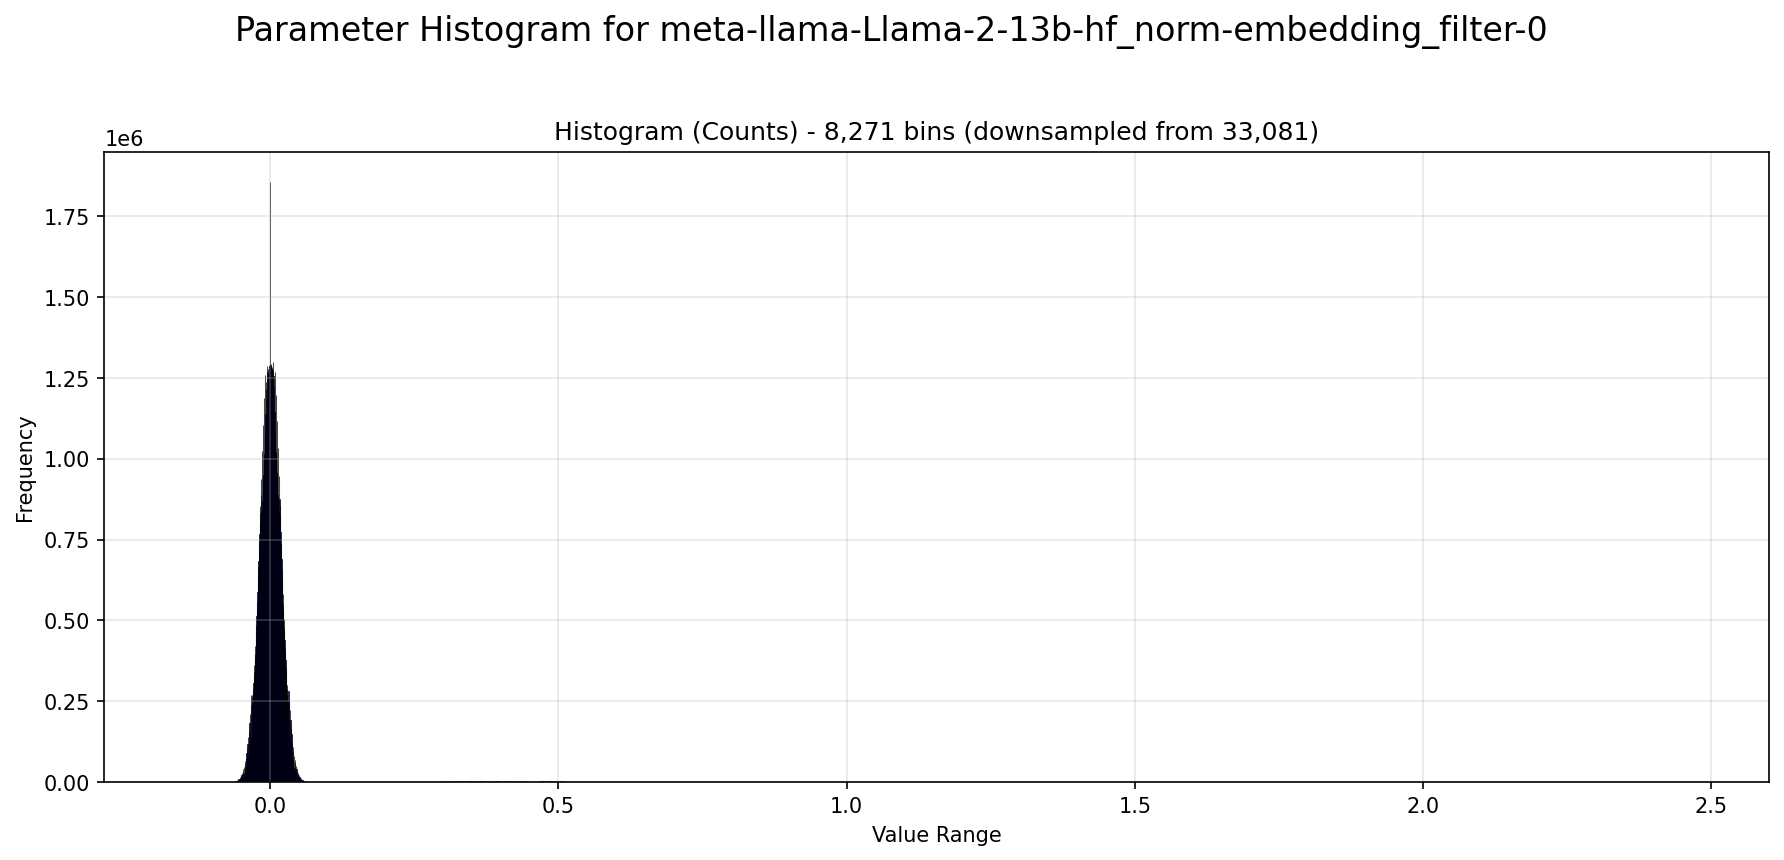 Parameter Histogram for meta-llama-Llama-2-13b-hf_norm-embedding_filter-0
Histogram (Counts) - 8,271 bins (downsampled from 33,081)
1e6
1.75
1.50
1.25
1.00
0.75
0.50
0.25
0.00
Frequency
0.0 0.5 1.0 1.5 2.0 2.5
Value Range